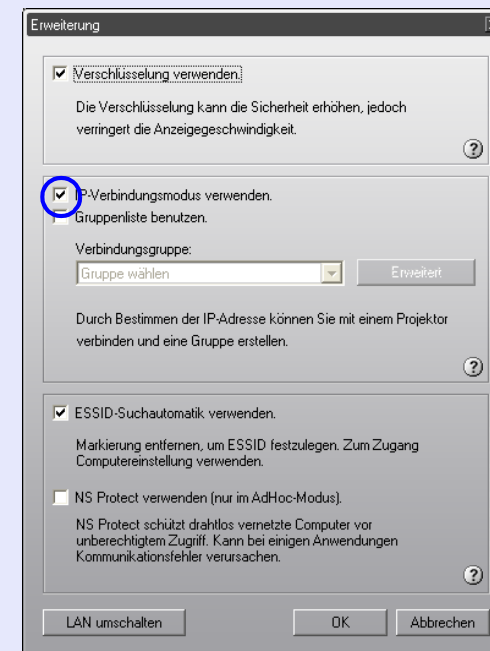 Erweiterung
Verschlüsselung verwenden.
Die Verschlüsselung kann die Sicherheit erhöhen, jedoch
verringert die Anzeigegeschwindigkeit.
?
IP-Verbindungsmodus verwenden.
Gruppenliste benutzen.
Verbindungsgruppe:
Gruppe wählen
Erweitert
Durch Bestimmen der IP-Adresse können Sie mit einem Projektor
verbinden und eine Gruppe erstellen.
?
ESSID-Suchautomatik verwenden.
Markierung entfernen, um ESSID festzulegen. Zum Zugang
Computereinstellung verwenden.
NS Protect verwenden (nur im AdHoc-Modus).
NS Protect schützt drahtlos vernetzte Computer vor
unberechtigtem Zugriff. Kann bei einigen Anwendungen
Kommunikationsfehler verursachen.
?
LAN umschalten
OK
Abbrechen